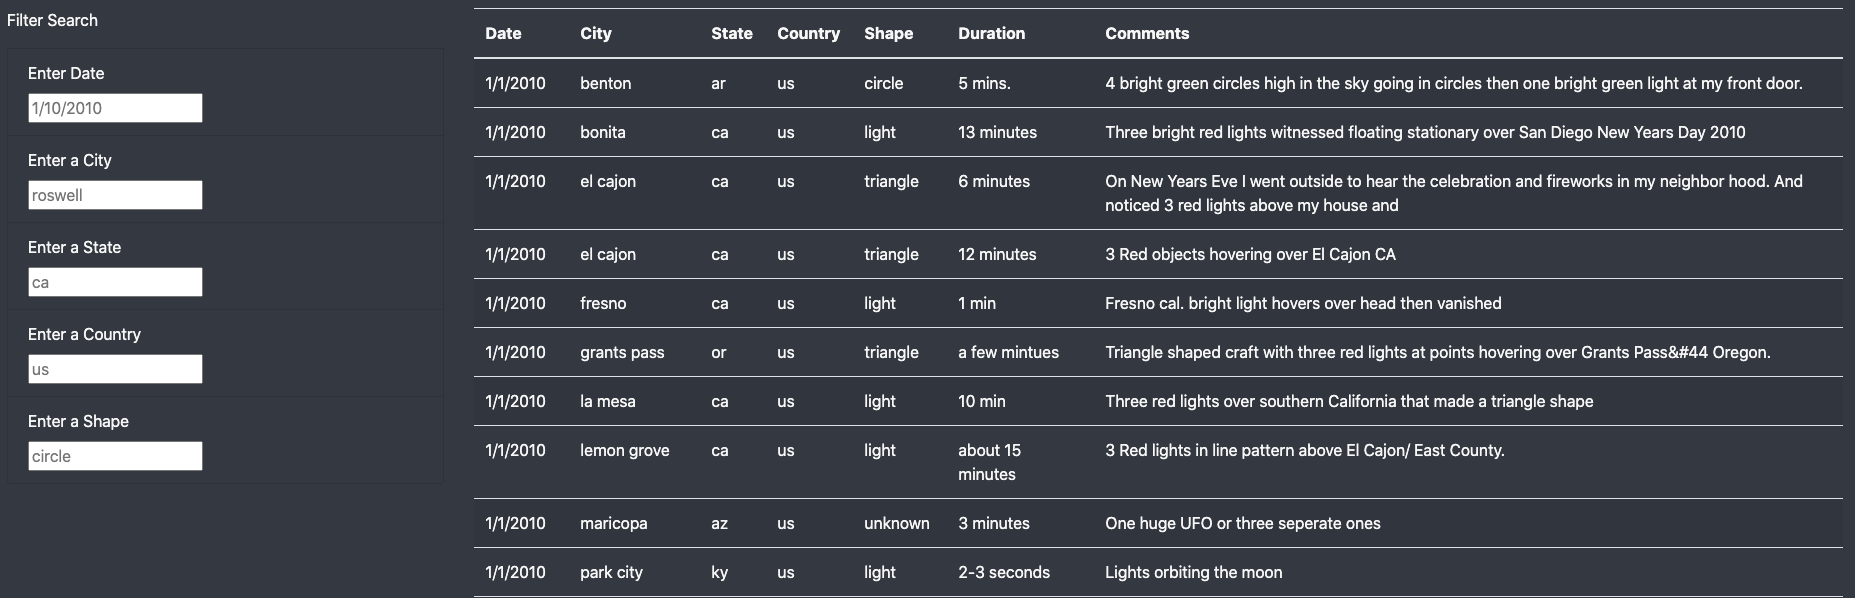 Filter Search
Enter Date
1/10/2010
Enter a City
roswell
Enter a State
ca
Enter a Country
us
Enter a Shape
circle
Date City State Country Shape Duration Comments
1/1/2010 benton ar us circle 5 mins. 4 bright green circles high in the sky going in circles then one bright green light at my front door.
1/1/2010 bonita ca us light 13 minutes Three bright red lights witnessed floating stationary over San Diego New Years Day 2010
1/1/2010 el cajon ca us triangle 6 minutes On New Years Eve I went outside to hear the celebration and fireworks in my neighbor hood. And
noticed 3 red lights above my house and
1/1/2010 el cajon ca us triangle 12 minutes 3 Red objects hovering over El Cajon CA
1/1/2010 fresno ca us light 1 min Fresno cal. bright light hovers over head then vanished
1/1/2010 grants pass or us triangle a few mintues Triangle shaped craft with three red lights at points hovering over Grants Pass&#44 Oregon.
1/1/2010 la mesa ca us light 10 min Three red lights over southern California that made a triangle shape
1/1/2010 lemon grove ca us light about 15 3 Red lights in line pattern above El Cajon/ East County.
minutes
1/1/2010 maricopa az us unknown 3 minutes One huge UFO or three seperate ones
1/1/2010 park city ky us light 2-3 seconds Lights orbiting the moon